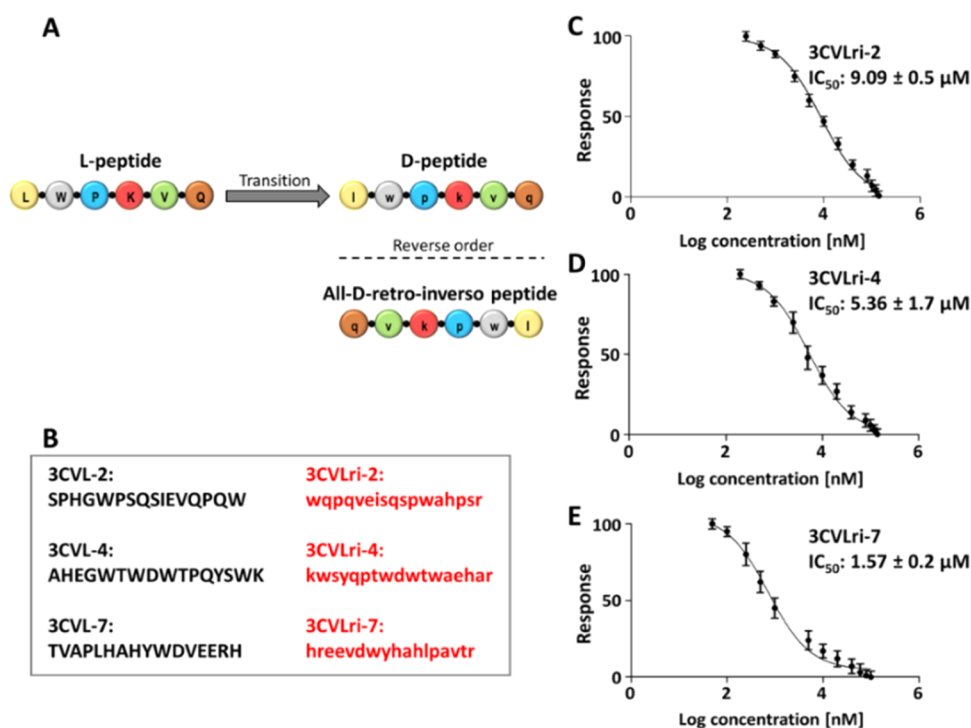 A
L-peptide
L W P K V Q
Transition
D-peptide
l w p k v q
Reverse order
All-D-retro-inverso peptide
q v k p w l
B
3CVL-2:
SPHGWPSQSIEVQPQW
3CVLri-2:
wqpqveisqspwahpsr
3CVL-4:
AHEGWTWDWTPQYSWK
3CVLri-4:
kwsyqptwdwtwaehar
3CVL-7:
TVAPLHAHYWDVEERH
3CVLri-7:
hreevdwyhahlpavtr
C
3CVLri-2
IC50: 9.09 ± 0.5 µM
Response
100
50
0
0 2 4 6
Log concentration [nM]
D
3CVLri-4
IC50: 5.36 ± 1.7 µM
Response
100
50
0
0 2 4 6
Log concentration [nM]
E
3CVLri-7
IC50: 1.57 ± 0.2 µM
Response
100
50
0
0 2 4 6
Log concentration [nM]